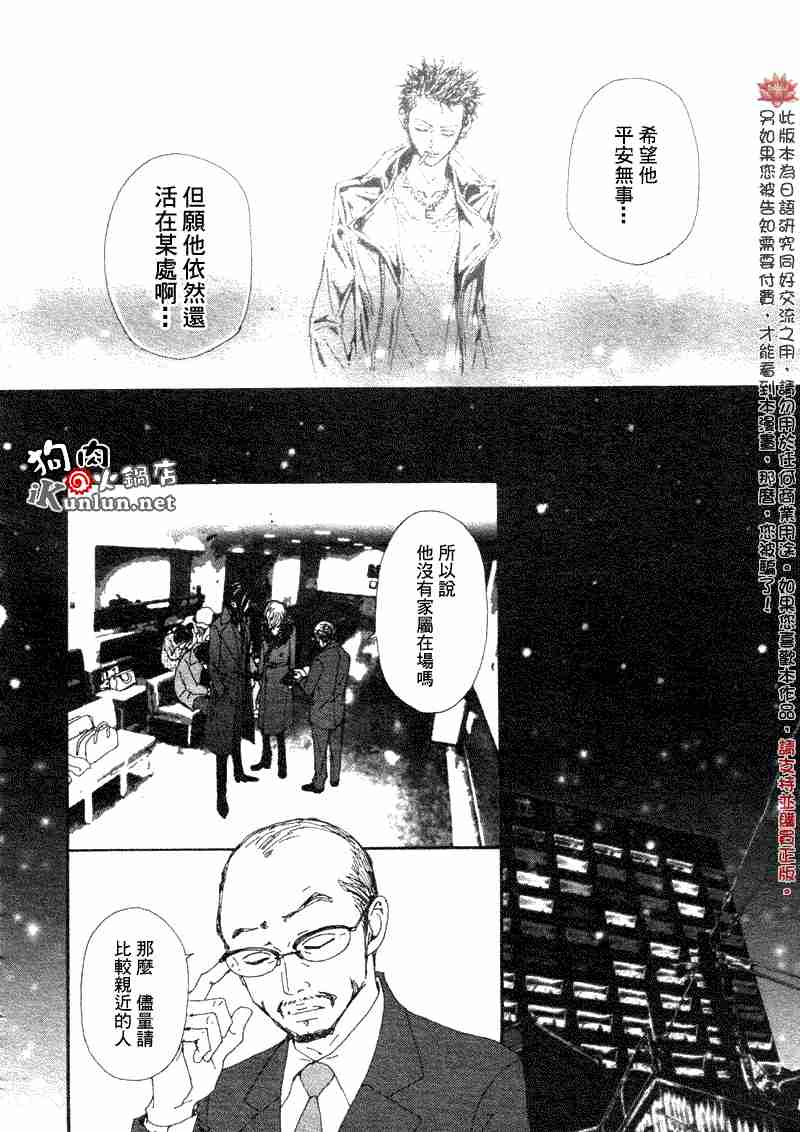 希望他
平安無事…
但願他依然還
活在某處啊…
狗肉火鍋店
iKunlun.net
所以說
他沒有家屬在場嗎
那麼 儘量請
比較親近的人
此版本為日語研究同好交流之用，請勿用於任何商業用途。如果您喜歡本作品，請支持並購買正版。
另如果您被告知需要付費，才能看到本漫畫，那麼，您被騙了！